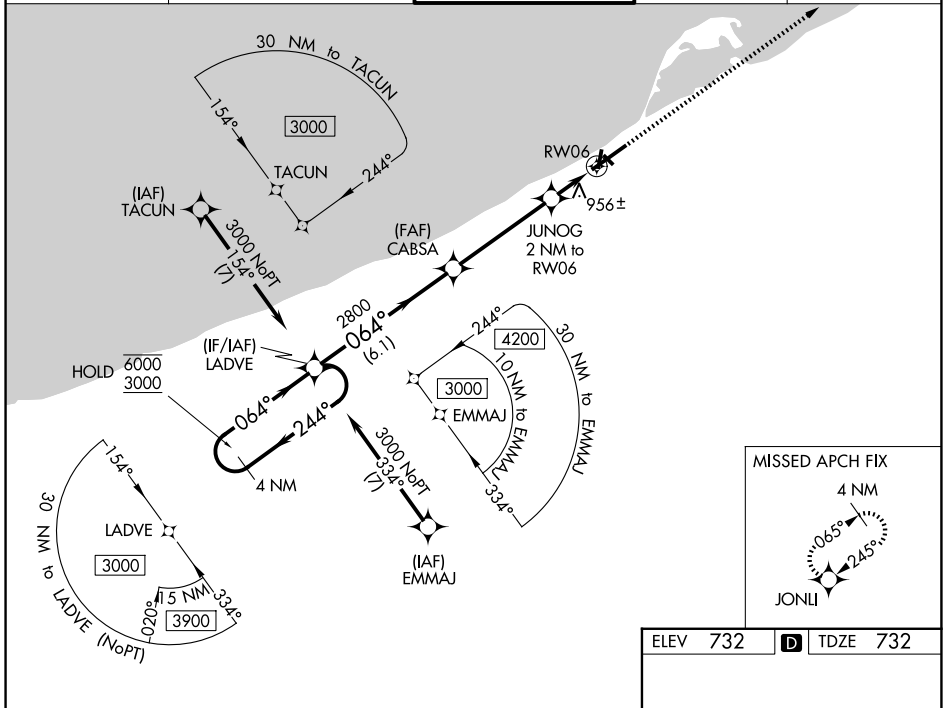 30 NM to TACUN
154°
3000
244°
TACUN
RW06
956±
(IAF)
TACUN
3000 NoPT
154°
(7)
(FAF)
CABSA
JUNOG
2 NM to
RW06
2800
064°
(6.1)
(IF/IAF)
LADVE
HOLD 6000
3000
064°
244°
4 NM
244°
4200
30 NM to EMMAJ
3000
10 NM to EMMAJ
EMMAJ
334°
3000 NoPT
334°
(7)
(IAF)
EMMAJ
154°
LADVE
30 NM to LADVE (NoPT)
3000
15 NM
334°
020°
3900
MISSED APCH FIX
4 NM
065°
245°
JONLI
ELEV 732 D TDZE 732